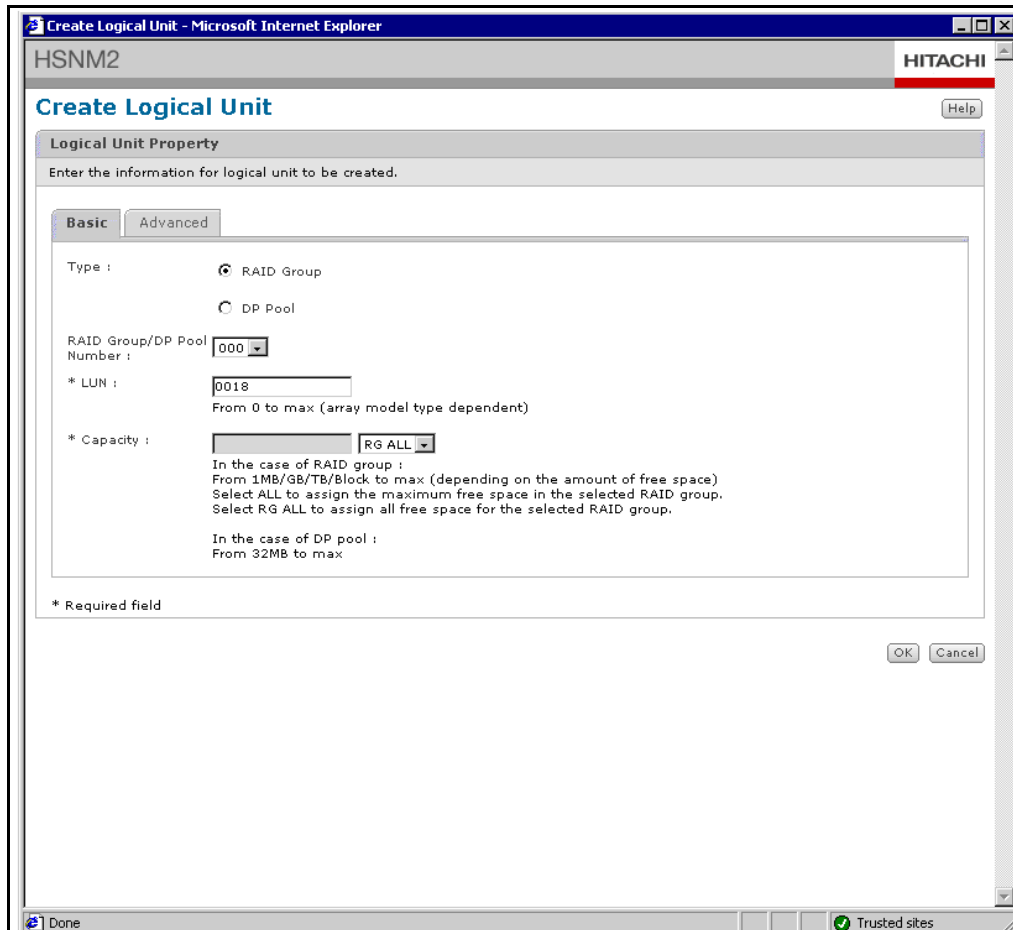 Create Logical Unit - Microsoft Internet Explorer
HSNM2
HITACHI
Create Logical Unit
Help
Logical Unit Property
Enter the information for logical unit to be created.
Basic
Advanced
Type :
RAID Group
DP Pool
RAID Group/DP Pool
Number :
000
* LUN :
0018
From 0 to max (array model type dependent)
* Capacity :
RG ALL
In the case of RAID group :
From 1MB/GB/TB/Block to max (depending on the amount of free space)
Select ALL to assign the maximum free space in the selected RAID group.
Select RG ALL to assign all free space for the selected RAID group.
In the case of DP pool :
From 32MB to max
* Required field
OK
Cancel
Done
Trusted sites